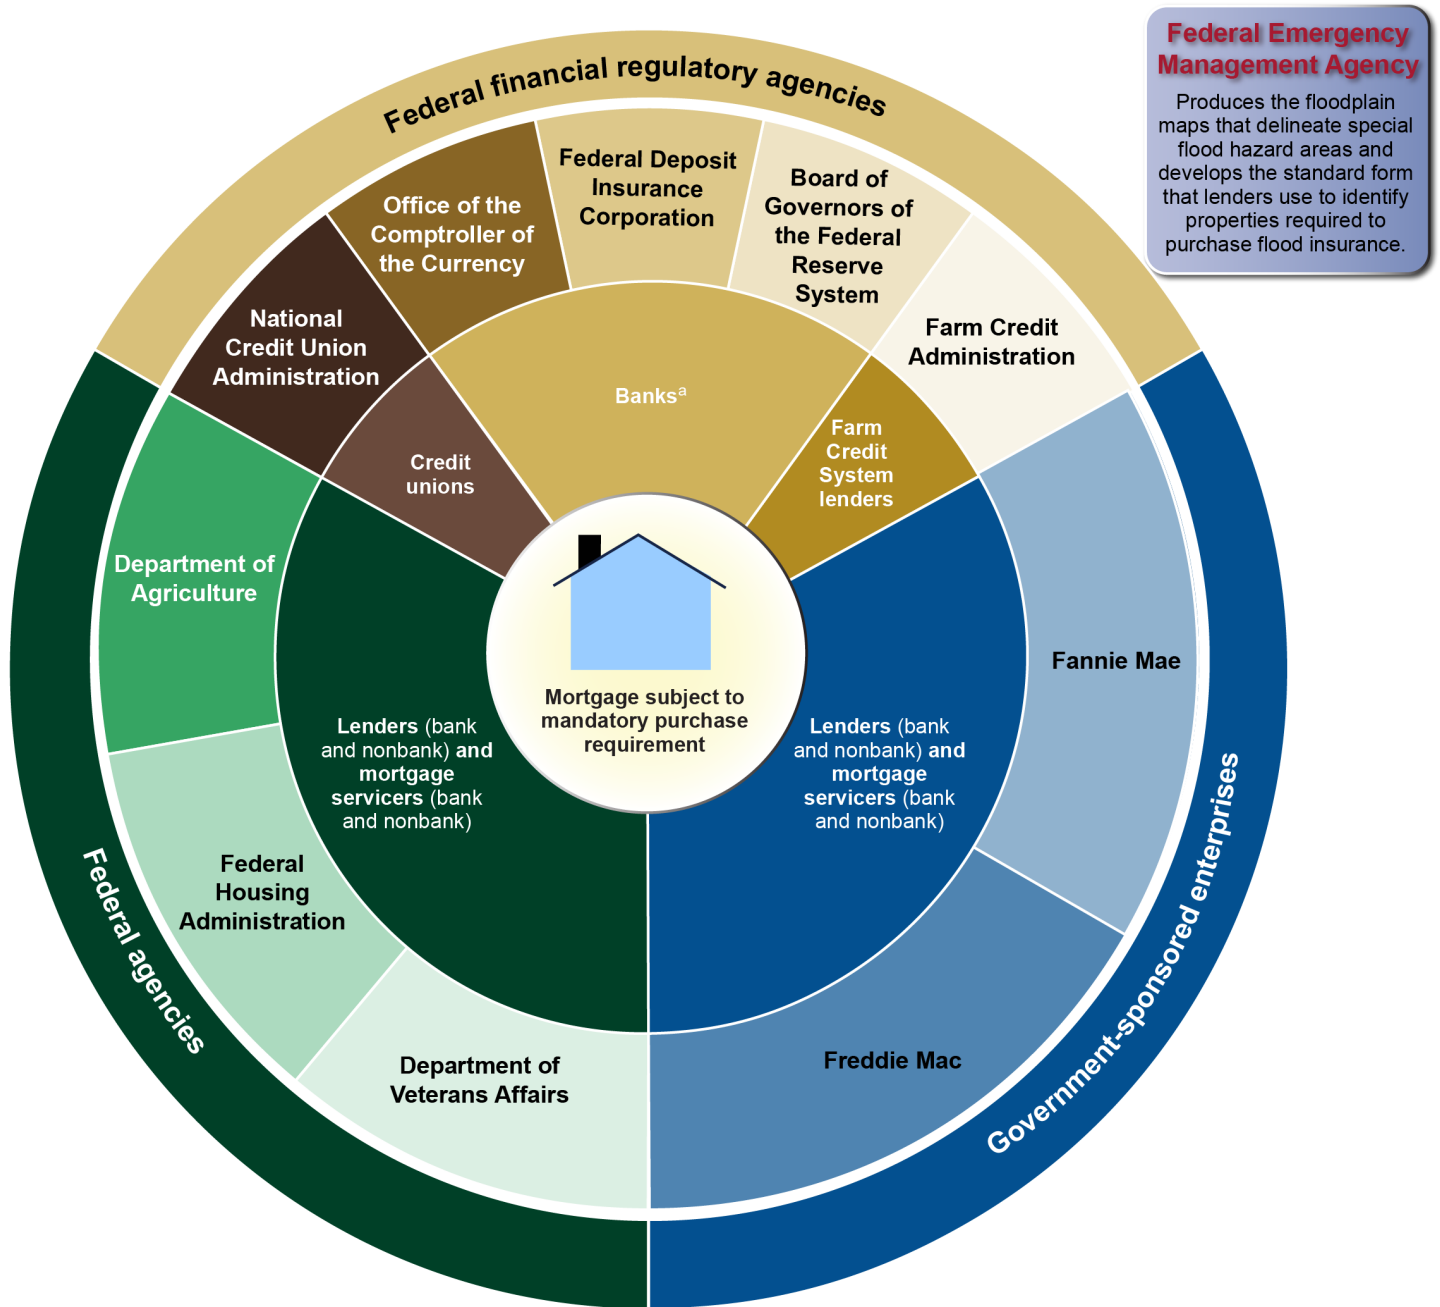 Federal Emergency
Management Agency
Produces the floodplain
maps that delineate special
flood hazard areas and
develops the standard form
that lenders use to identify
properties required to
purchase flood insurance.
Federal financial regulatory agencies
National
Credit Union
Administration
Office of the
Comptroller of
the Currency
Federal Deposit
Insurance
Corporation
Board of
Governors of
the Federal
Reserve
System
Farm Credit
Administration
Credit
unions
Banksᵃ
Farm
Credit
System
lenders
Department of
Agriculture
Federal
Housing
Administration
Department of
Veterans Affairs
Federal agencies
Lenders (bank
and nonbank) and
mortgage
servicers (bank
and nonbank)
Mortgage subject to
mandatory purchase
requirement
Lenders (bank
and nonbank) and
mortgage
servicers (bank
and nonbank)
Fannie Mae
Freddie Mac
Government-sponsored enterprises